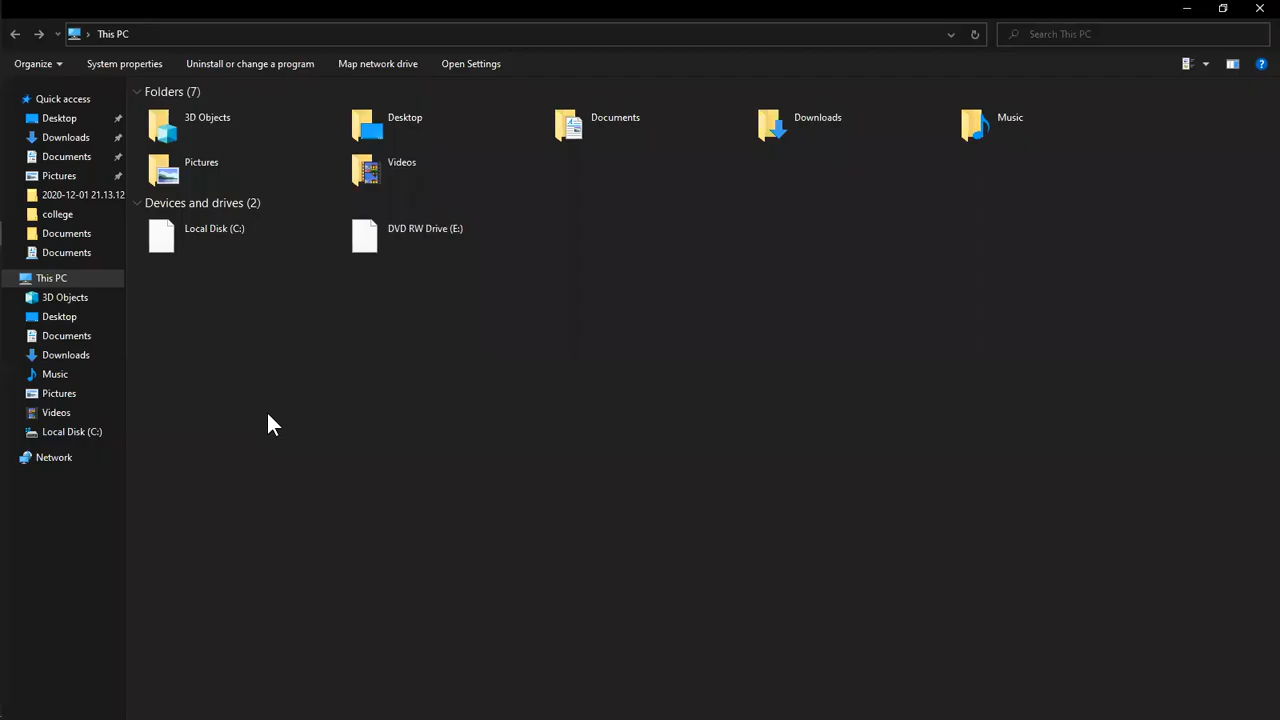 This PC
Search This PC
Organize
System properties
Uninstall or change a program
Map network drive
Open Settings
Quick access
Desktop
Downloads
Documents
Pictures
2020-12-01 21.13.12
college
Documents
Documents
This PC
3D Objects
Desktop
Documents
Downloads
Music
Pictures
Videos
Local Disk (C:)
Network
Folders (7)
3D Objects
Desktop
Documents
Downloads
Music
Pictures
Videos
Devices and drives (2)
Local Disk (C:)
DVD RW Drive (E:)